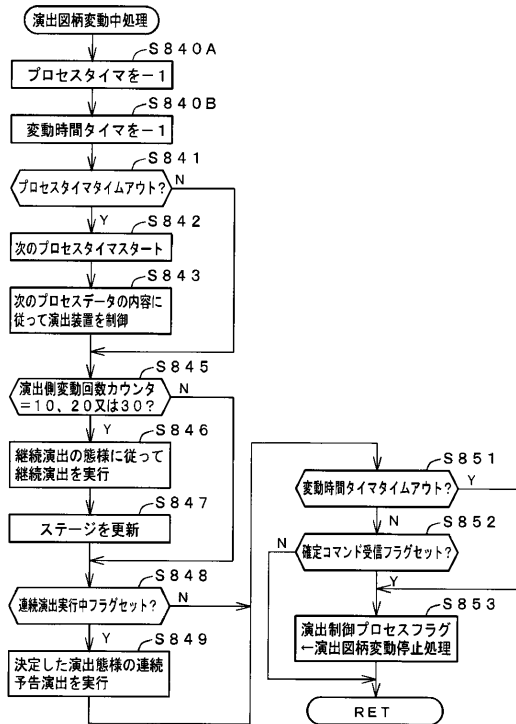 演出図柄変動中処理
S840A
プロセスタイマを－1
S840B
変動時間タイマを－1
S841
プロセスタイマタイムアウト?
N
Y
S842
次のプロセスタイマスタート
S843
次のプロセスデータの内容に
従って演出装置を制御
S845
演出側変動回数カウンタ
＝10、20又は30?
N
Y
S846
継続演出の態様に従って
継続演出を実行
S847
ステージを更新
S848
連続演出実行中フラグセット?
N
Y
S849
決定した演出態様の連続
予告演出を実行
S851
変動時間タイマタイムアウト?
Y
N
S852
確定コマンド受信フラグセット?
N
Y
S853
演出制御プロセスフラグ
←演出図柄変動停止処理
RET